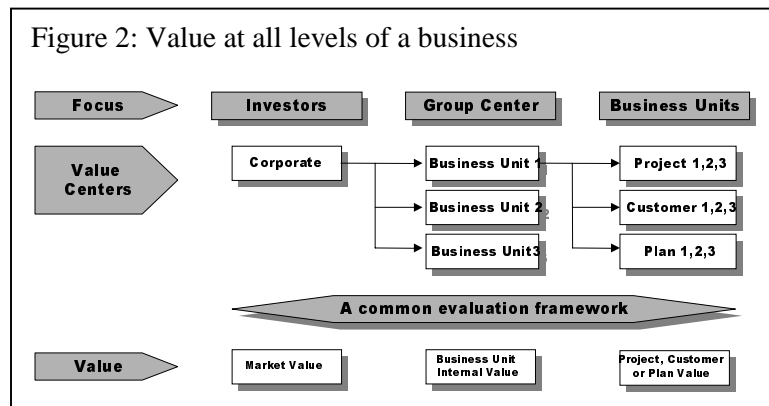 Figure 2: Value at all levels of a business
Focus
Investors
Group Center
Business Units
Value
Centers
Corporate
Business Unit 1
Project 1,2,3
Business Unit 2
Customer 1,2,3
Business Unit3
Plan 1,2,3
A common evaluation framework
Value
Market Value
Business Unit
Internal Value
Project, Customer
or Plan Value